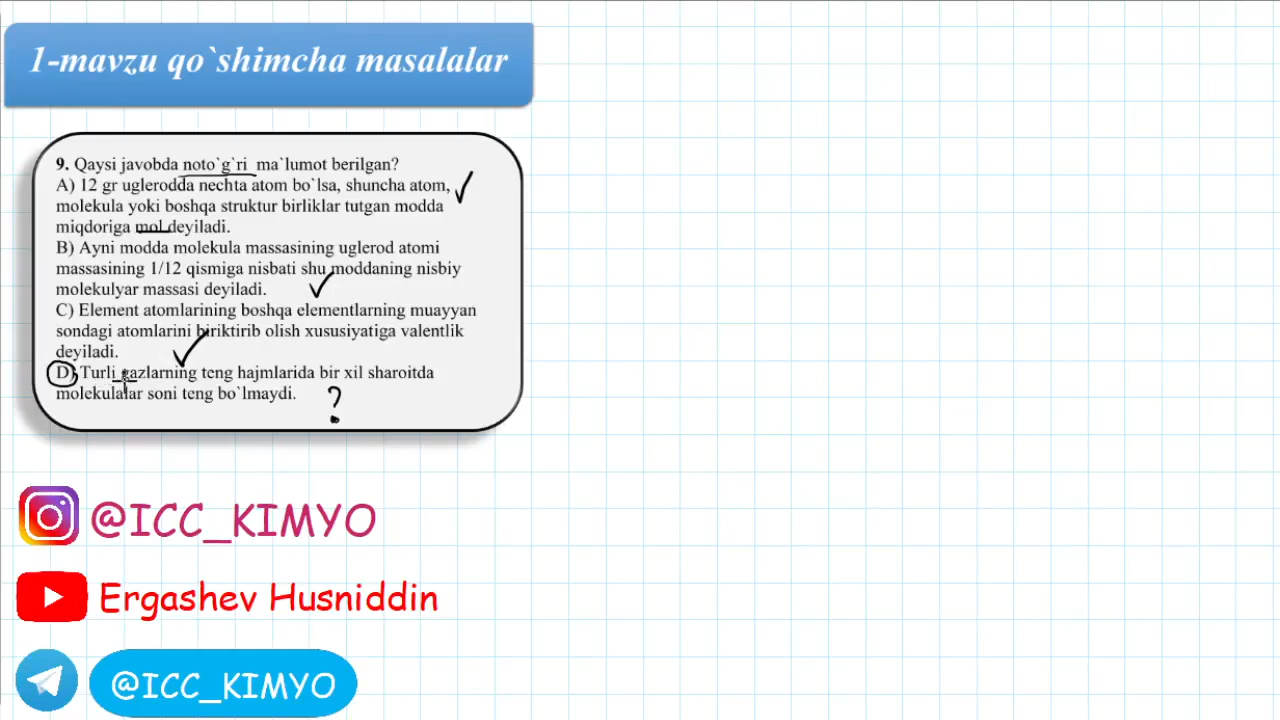 1-mavzu qo`shimcha masalalar
9. Qaysi javobda noto`g`ri ma`lumot berilgan?
A) 12 gr uglerodda nechta atom bo`lsa, shuncha atom,
molekula yoki boshqa struktur birliklar tutgan modda
miqdoriga mol deyiladi.
B) Ayni modda molekula massasining uglerod atomi
massasining 1/12 qismiga nisbati shu moddaning nisbiy
molekulyar massasi deyiladi.
C) Element atomlarining boshqa elementlarning muayyan
sondagi atomlarini biriktirib olish xususiyatiga valentlik
deyiladi.
D) Turli gazlarning teng hajmlarida bir xil sharoitda
molekulalar soni teng bo`lmaydi.
?
@ICC_KIMYO
Ergashev Husniddin
@ICC_KIMYO